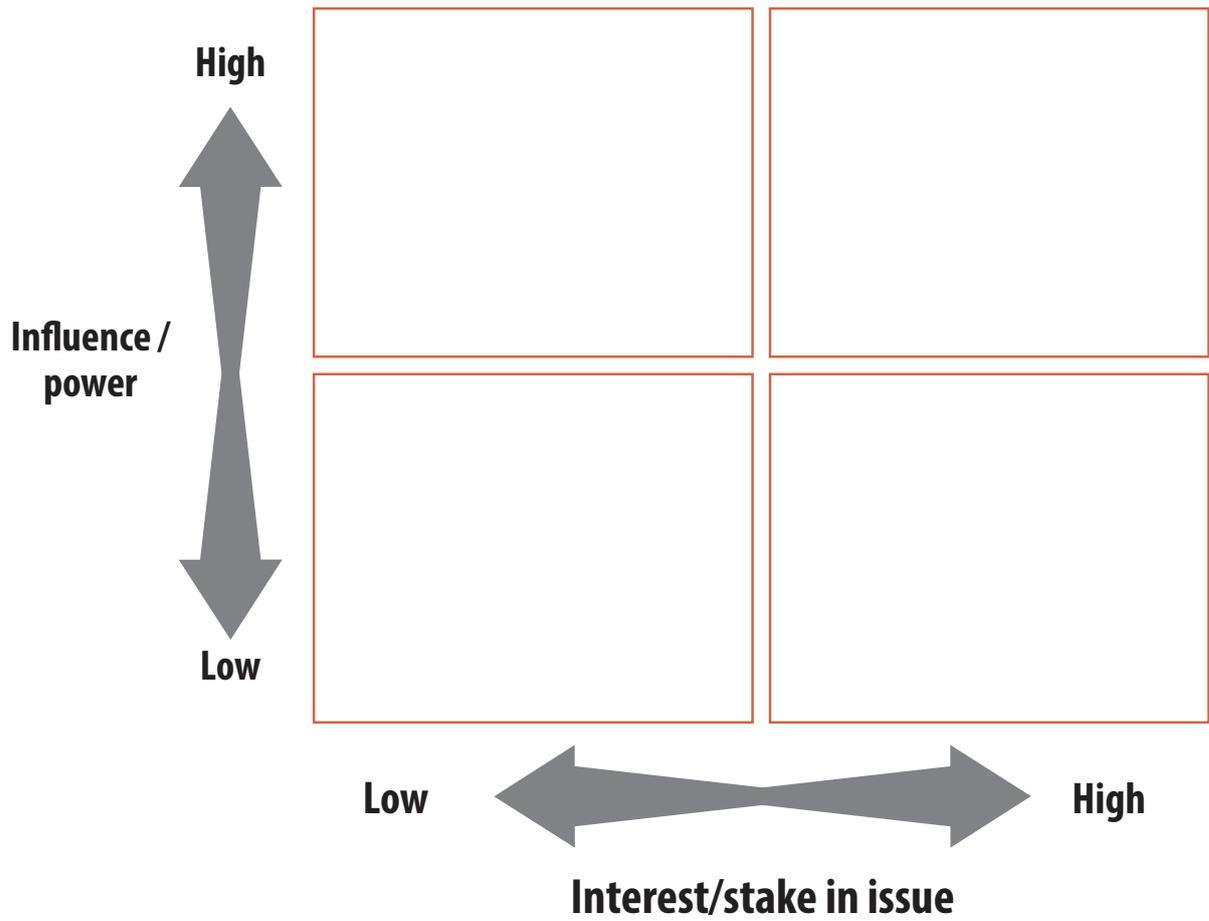 High
Influence /
power
Low
Low
High
Interest/stake in issue